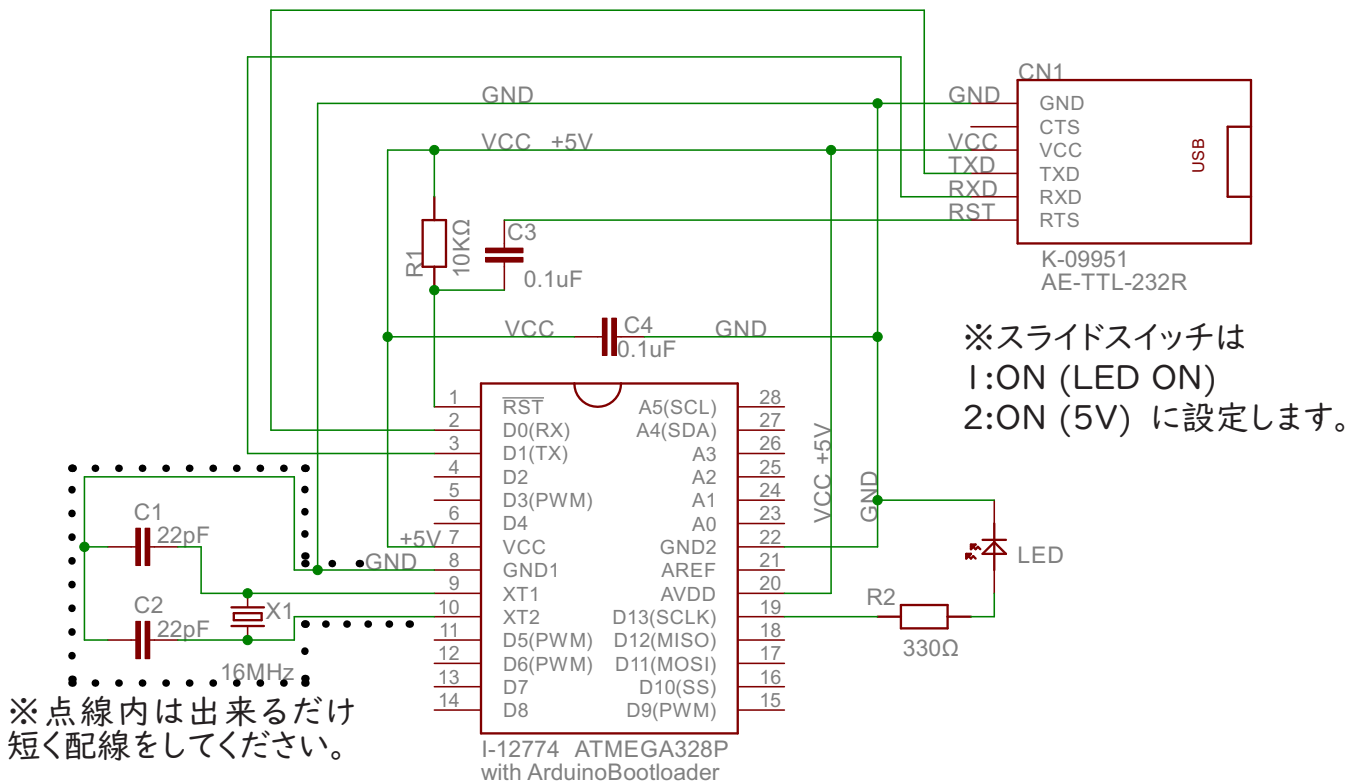 CN1
GND
GND
GND
CTS
VCC +5V
VCC
VCC
TXD
TXD
RXD
RXD
RST
RTS
USB
K-09951
AE-TTL-232R
R1
10KΩ
C3
0.1uF
VCC
C4
GND
0.1uF
※スライドスイッチは
1:ON (LED ON)
2:ON (5V) に設定します。
1 RST A5(SCL) 28
2 D0(RX) A4(SDA) 27
3 D1(TX) A3 26
4 D2 A2 25
5 D3(PWM) A1 24
6 D4 A0 23
+5V 7 VCC GND2 22
GND 8 GND1 AREF 21
9 XT1 AVDD 20
10 XT2 D13(SCLK) 19
11 D5(PWM) D12(MISO) 18
12 D6(PWM) D11(MOSI) 17
13 D7 D10(SS) 16
14 D8 D9(PWM) 15
VCC +5V
GND
LED
R2
330Ω
C1
22pF
C2
22pF
X1
16MHz
※点線内は出来るだけ
短く配線をしてください。
I-12774 ATMEGA328P
with ArduinoBootloader